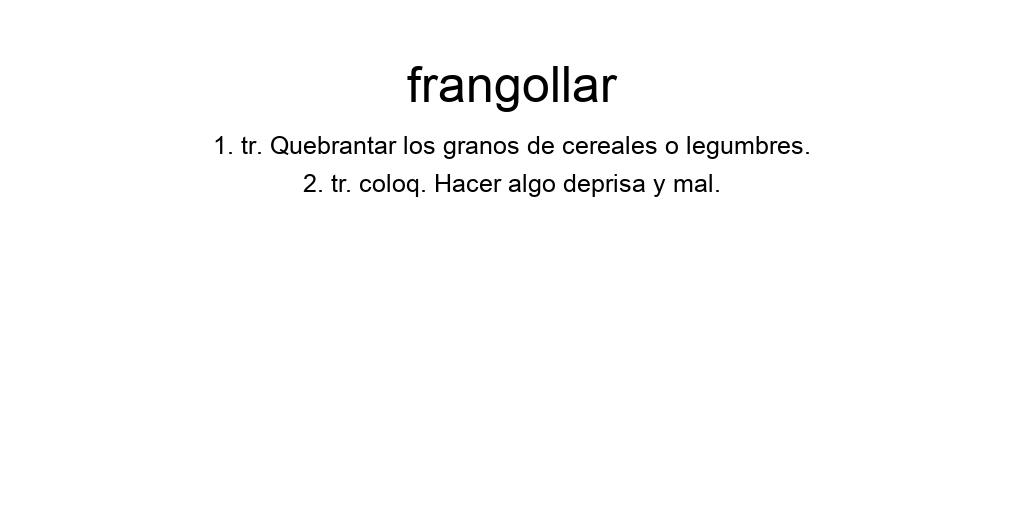 frangollar
1. tr. Quebrantar los granos de cereales o legumbres.
2. tr. coloq. Hacer algo deprisa y mal.